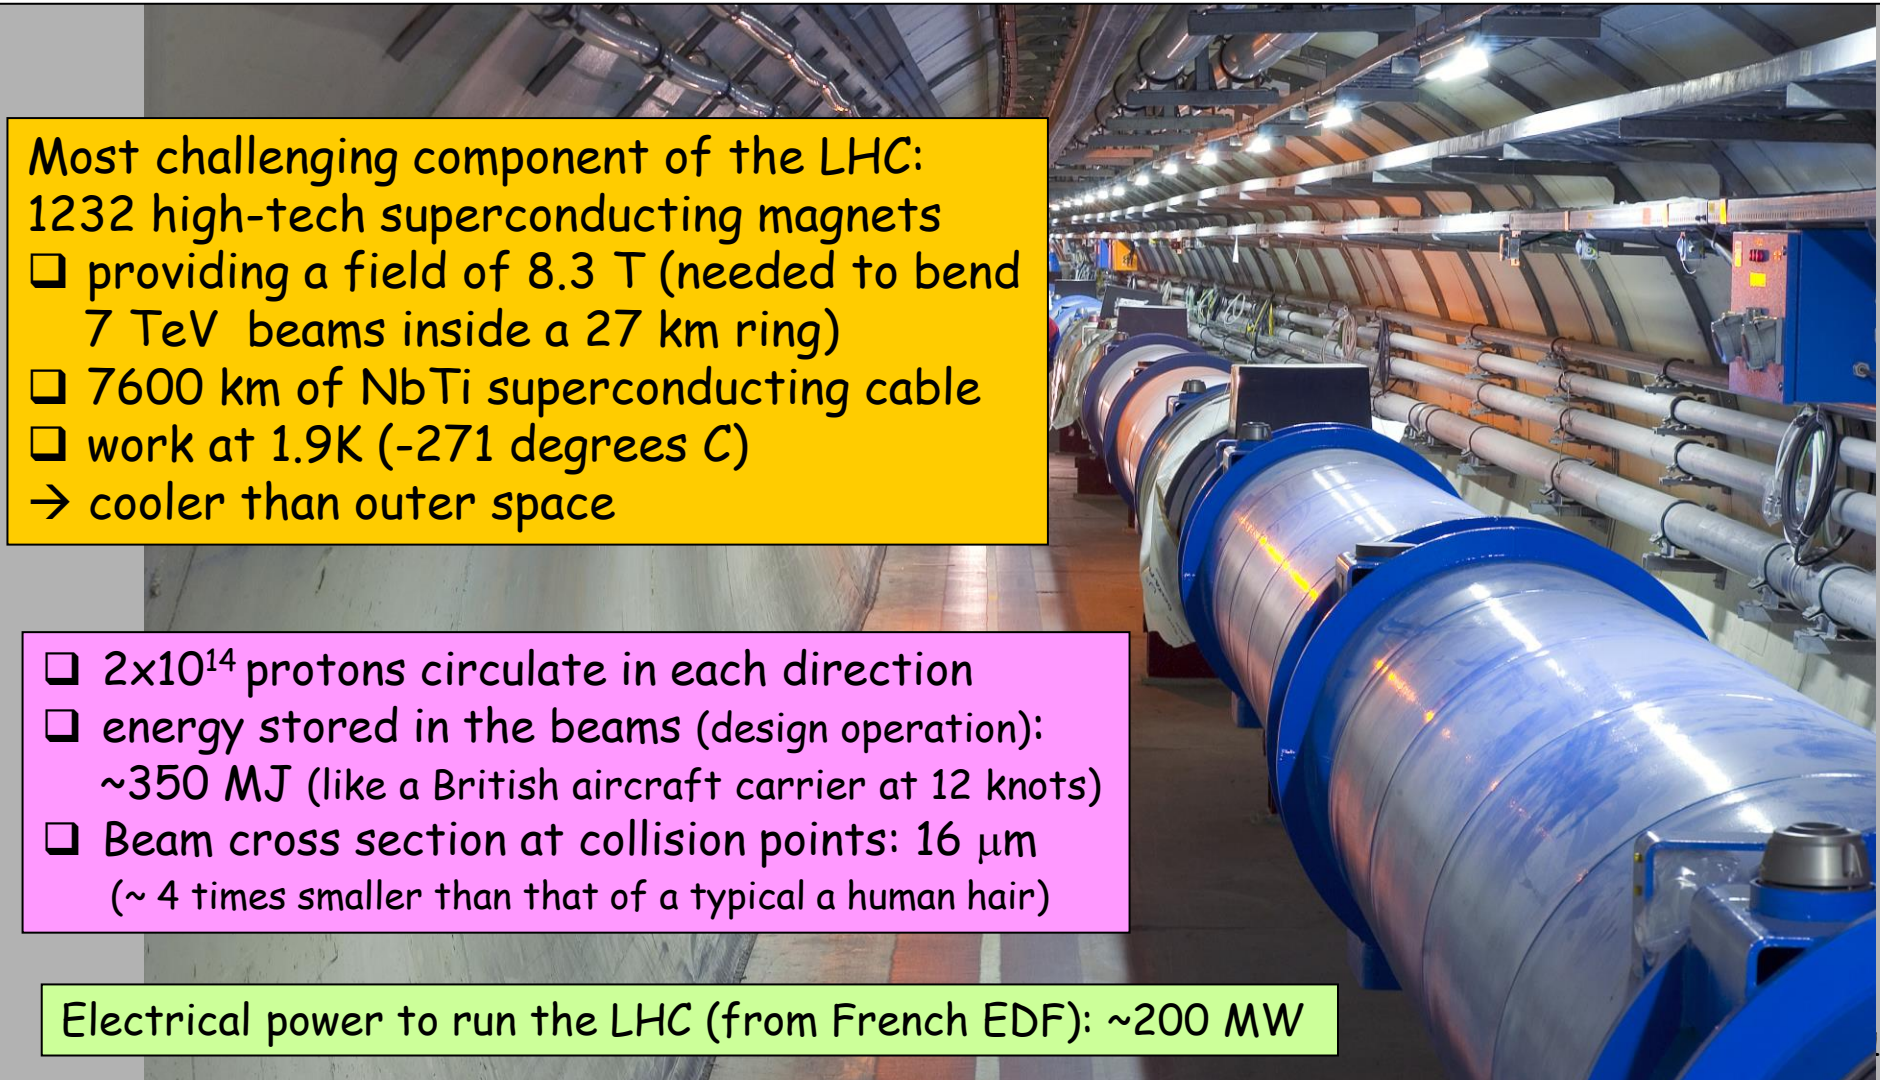 Most challenging component of the LHC:
1232 high-tech superconducting magnets
❑ providing a field of 8.3 T (needed to bend
7 TeV beams inside a 27 km ring)
❑ 7600 km of NbTi superconducting cable
❑ work at 1.9K (-271 degrees C)
→ cooler than outer space
❑ 2x10¹⁴ protons circulate in each direction
❑ energy stored in the beams (design operation):
~350 MJ (like a British aircraft carrier at 12 knots)
❑ Beam cross section at collision points: 16 μm
(~ 4 times smaller than that of a typical a human hair)
Electrical power to run the LHC (from French EDF): ~200 MW